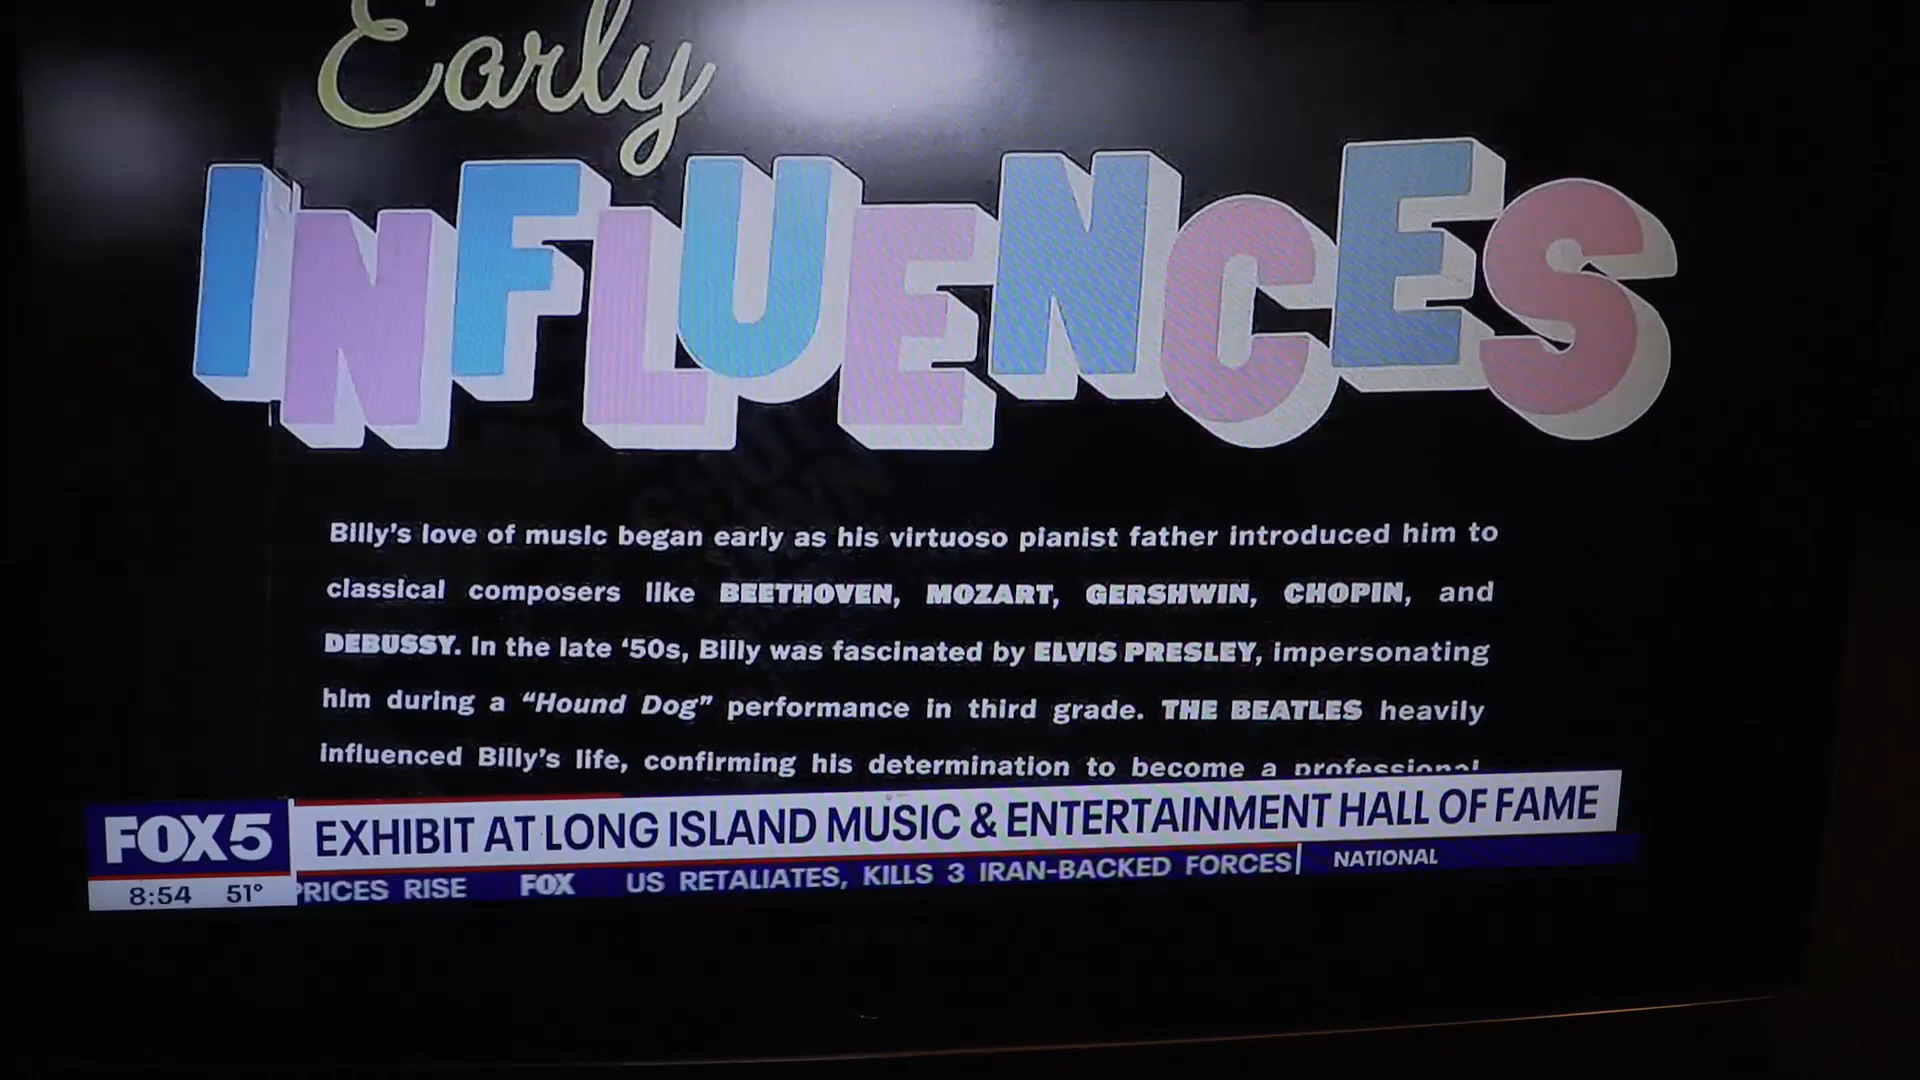 Early
INFLUENCES
Billy's love of music began early as his virtuoso pianist father introduced him to
classical composers like BEETHOVEN, MOZART, GERSHWIN, CHOPIN, and
DEBUSSY. In the late '50s, Billy was fascinated by ELVIS PRESLEY, impersonating
him during a "Hound Dog" performance in third grade. THE BEATLES heavily
influenced Billy's life, confirming his determination to become a professional
FOX5 EXHIBIT AT LONG ISLAND MUSIC & ENTERTAINMENT HALL OF FAME
8:54 51° PRICES RISE FOX US RETALIATES, KILLS 3 IRAN-BACKED FORCES NATIONAL